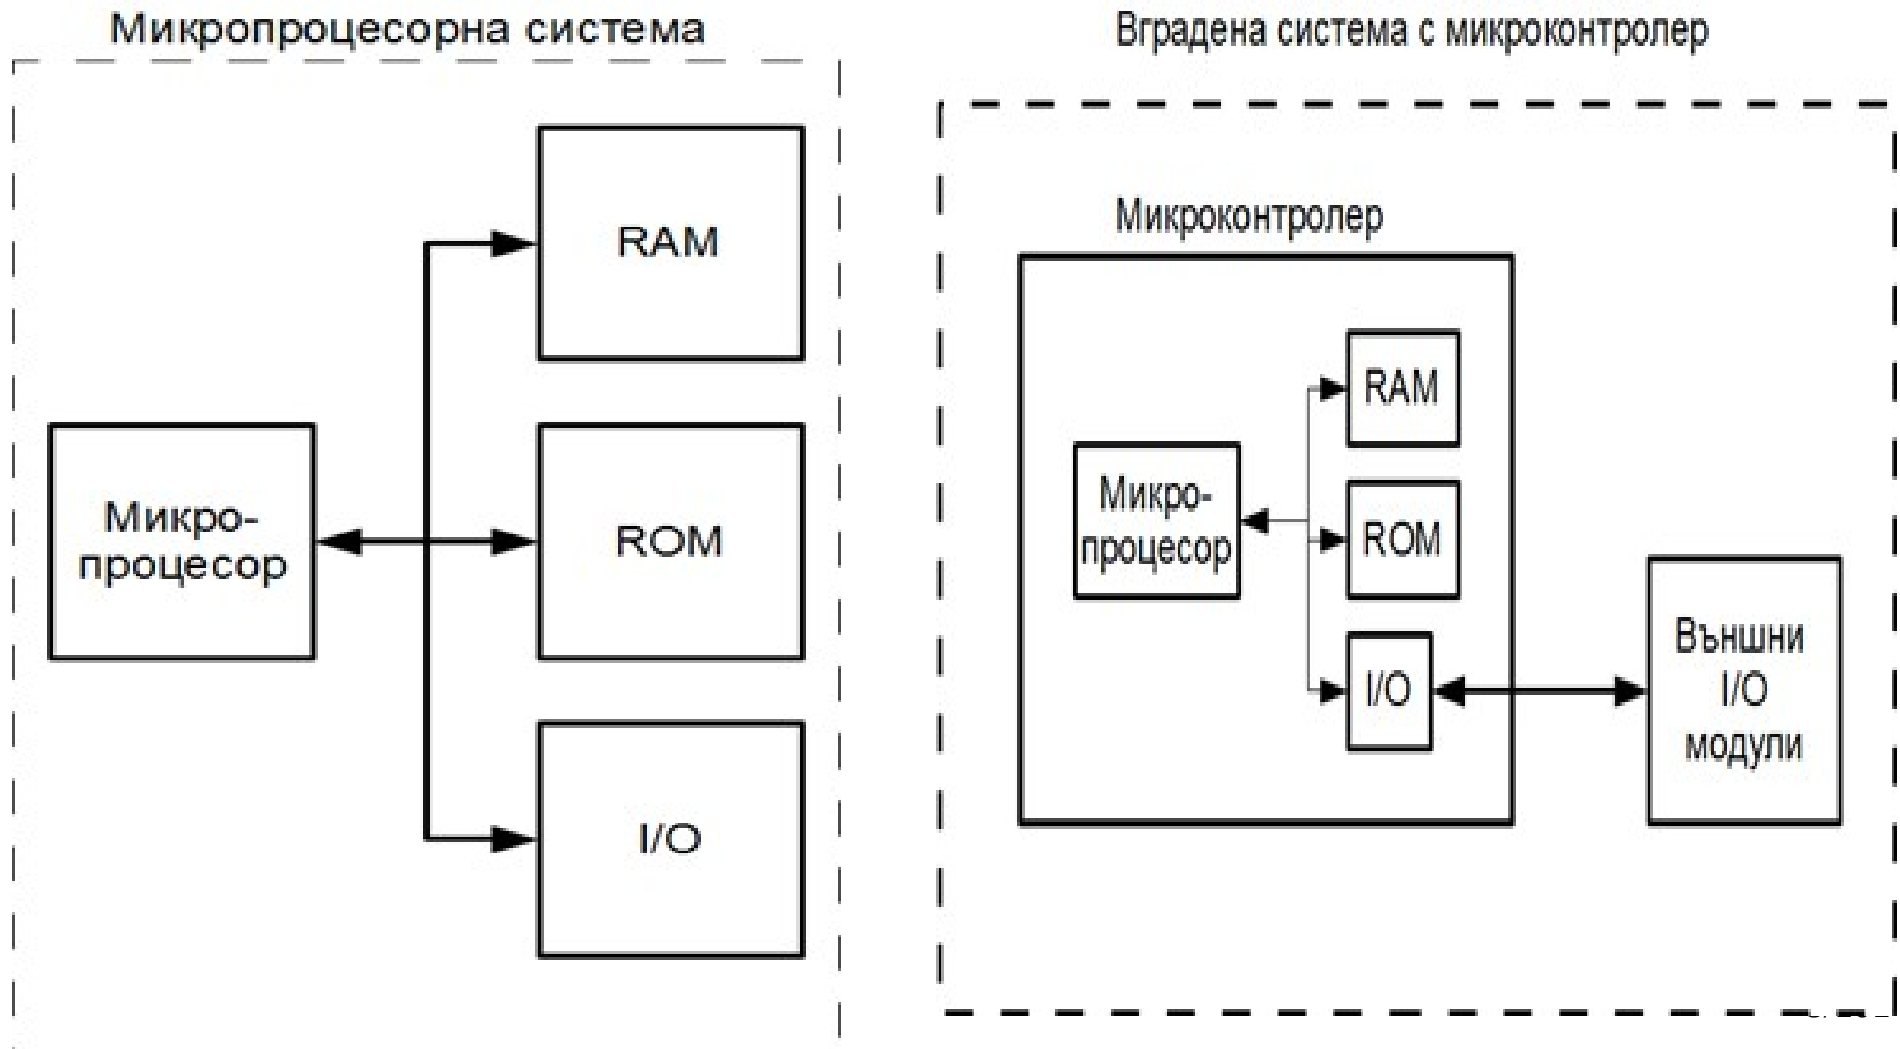 Микропроцесорна система
RAM
Микро-
процесор
ROM
I/O
Вградена система с микроконтролер
Микроконтролер
RAM
Микро-
процесор
ROM
I/O
Външни
I/O
модули